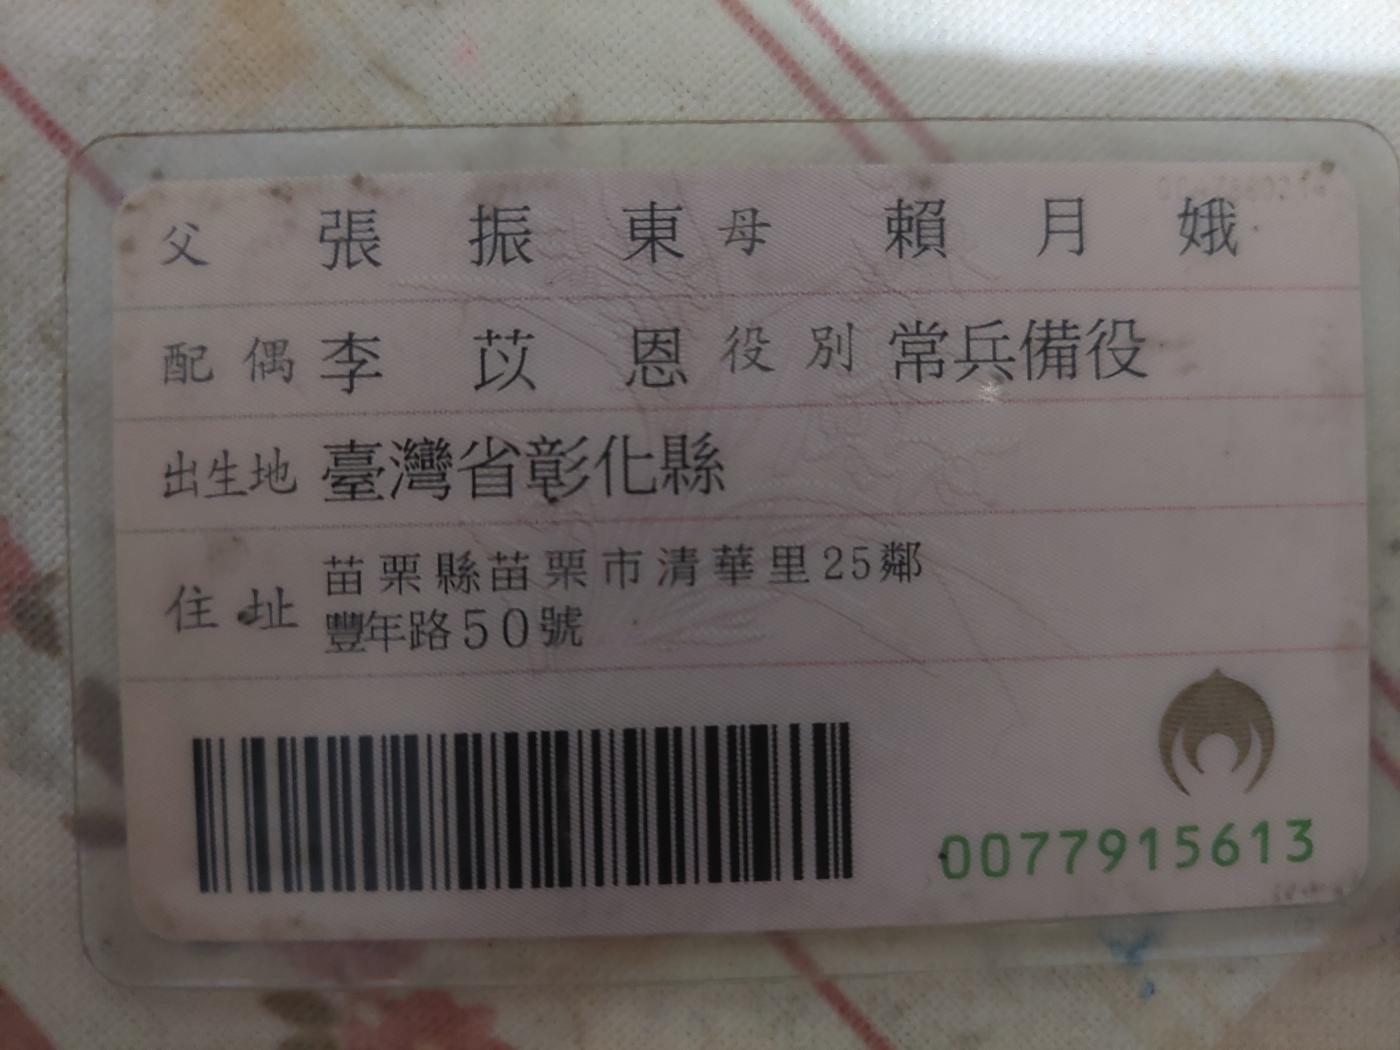 父 張振東 母 賴月娥
配偶 李苡恩 役別 常兵備役
出生地 臺灣省彰化縣
住址 苗栗縣苗栗市清華里25鄰
豐年路50號
0077915613